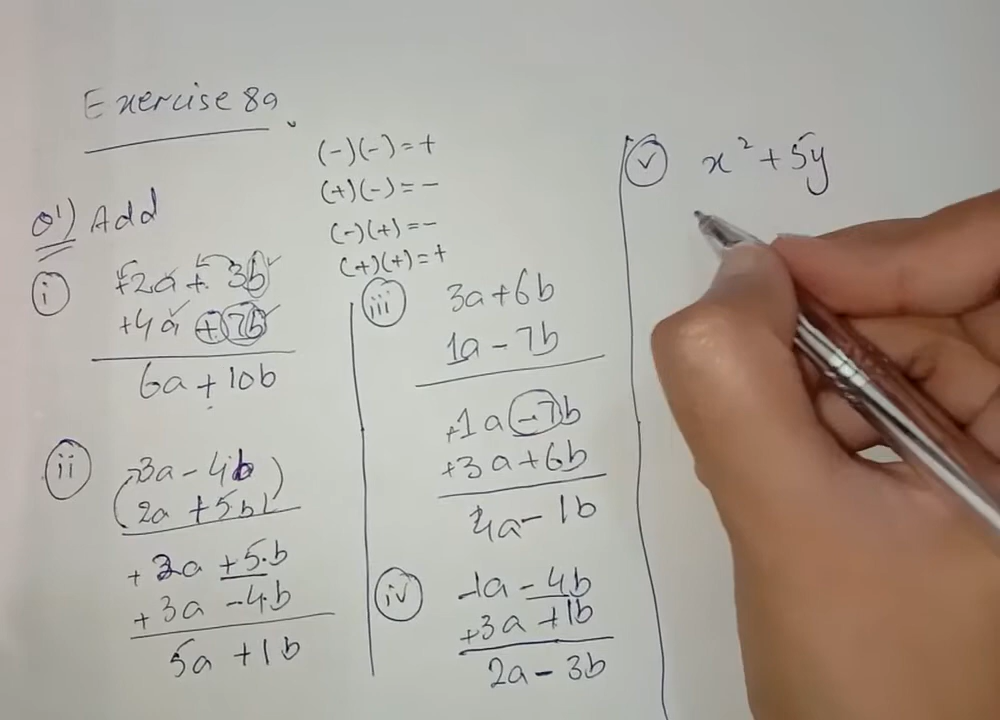 Exercise 8a.
Q1) Add
(-)(-)=+
(+)(-)=-
(-)(+)=-
(+)(+)=+
i +2a + 3b
+4a +7b
6a+10b
ii 3a-4b
(2a +5b)
+2a +5.b
+3a -4.b
5a +1b
iii 3a+6b
1a-7b
+1a-7b
+3a+6b
4a-1b
iv -1a-4b
+3a+1b
2a-3b
v x²+5y